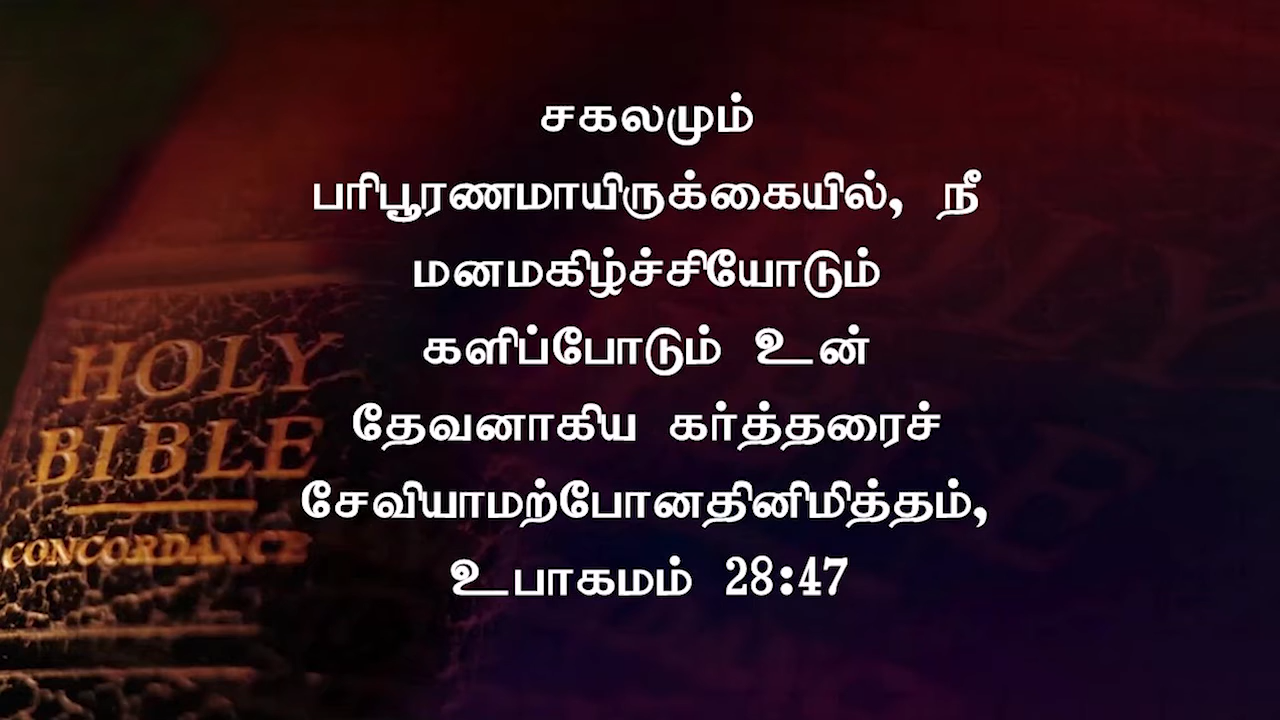 சகலமும்
பரிபூரணமாயிருக்கையில், நீ
மனமகிழ்ச்சியோடும்
களிப்போடும் உன்
தேவனாகிய கர்த்தரைச்
சேவியாமற்போனதினிமித்தம்,
உபாகமம் 28:47
HOLY
BIBLE
CONCORDANCE